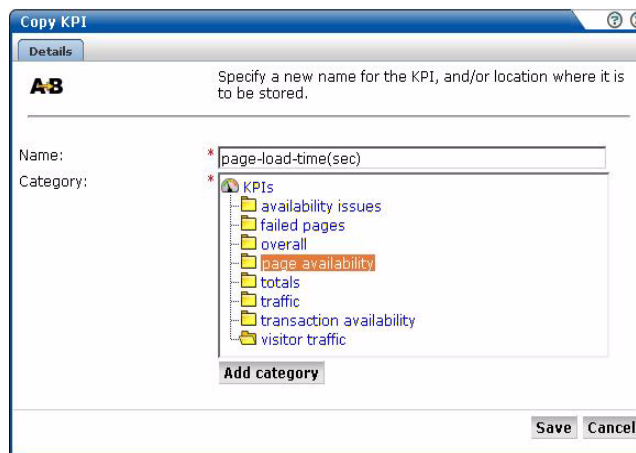 Copy KPI
Details
A B
Specify a new name for the KPI, and/or location where it is
to be stored.
Name:
* page-load-time(sec)
Category:
* KPIs
availability issues
failed pages
overall
page availability
totals
traffic
transaction availability
visitor traffic
Add category
Save Cancel